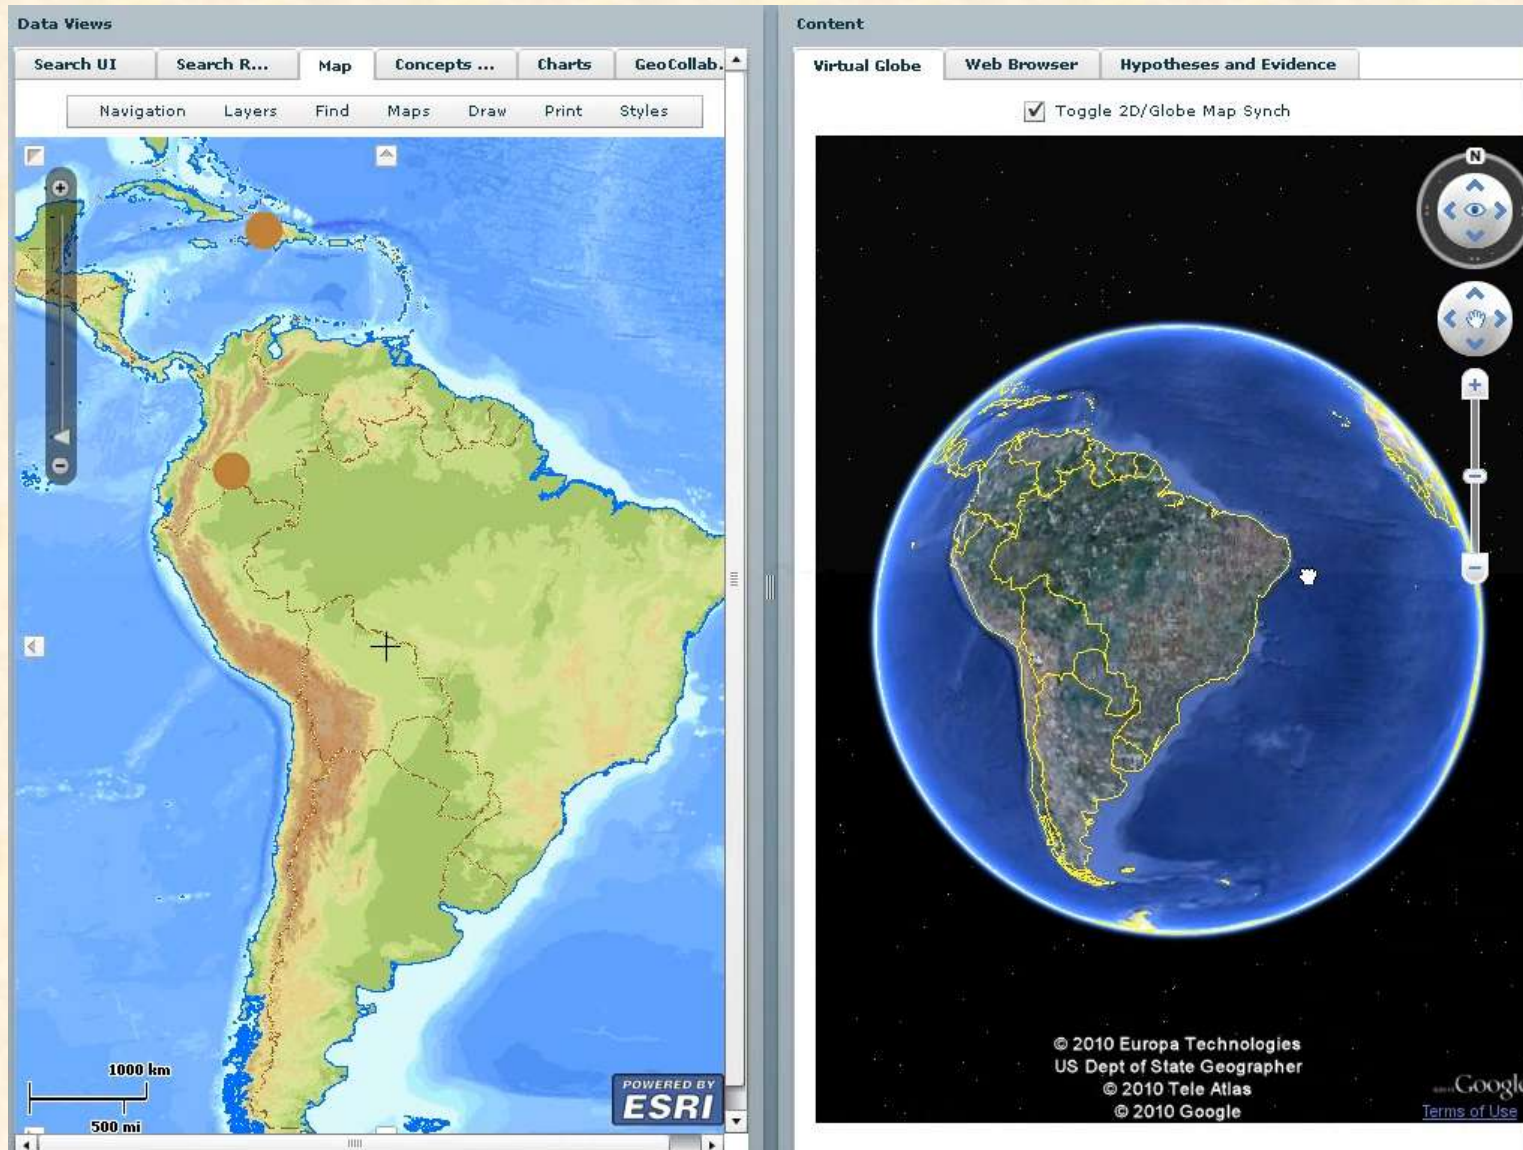 Data Views
Search UI
Search R...
Map
Concepts ...
Charts
GeoCollab.
Navigation
Layers
Find
Maps
Draw
Print
Styles
1000 km
500 mi
POWERED BY
ESRI
Content
Virtual Globe
Web Browser
Hypotheses and Evidence
Toggle 2D/Globe Map Synch
N
© 2010 Europa Technologies
US Dept of State Geographer
© 2010 Tele Atlas
© 2010 Google
Google
Terms of Use